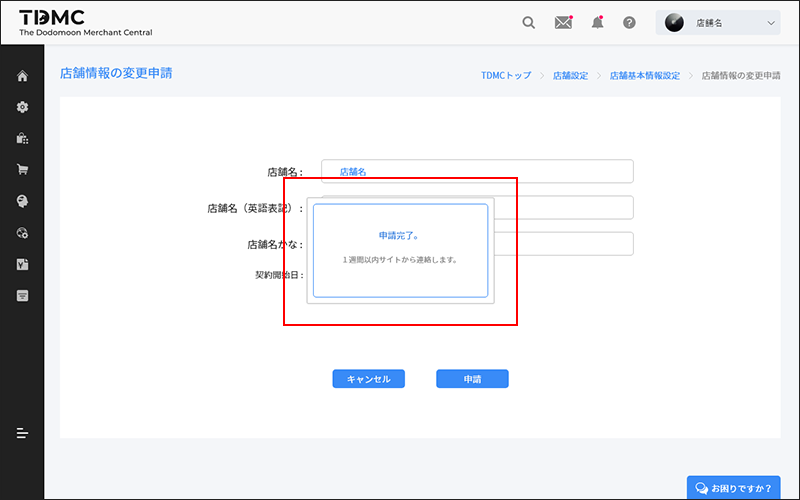 TDMC
The Dodomoon Merchant Central
店舗名
店舗情報の変更申請
TDMCトップ > 店舗設定 > 店舗基本情報設定 > 店舗情報の変更申請
店舗名 : 店舗名
店舗名（英語表記） :
店舗名かな :
契約開始日 :
申請完了。
１週間以内サイトから連絡します。
キャンセル 申請
お困りですか？